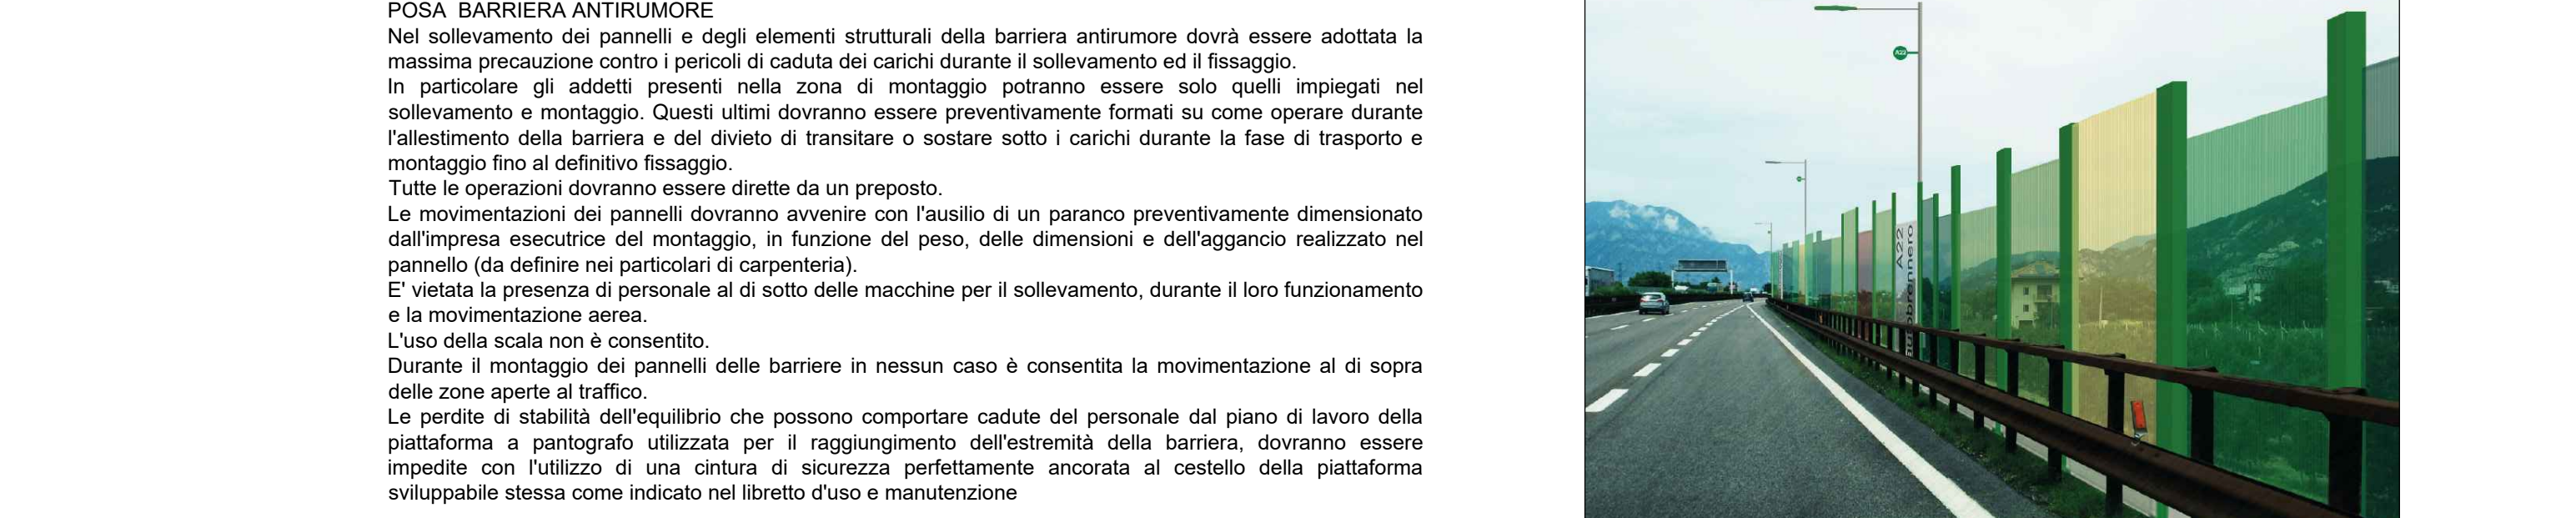 POSA BARRIERA ANTIRUMORE
Nel sollevamento dei pannelli e degli elementi strutturali della barriera antirumore dovrà essere adottata la
massima precauzione contro i pericoli di caduta dei carichi durante il sollevamento ed il fissaggio.
In particolare gli addetti presenti nella zona di montaggio potranno essere solo quelli impiegati nel
sollevamento e montaggio. Questi ultimi dovranno essere preventivamente formati su come operare durante
l'allestimento della barriera e del divieto di transitare o sostare sotto i carichi durante la fase di trasporto e
montaggio fino al definitivo fissaggio.
Tutte le operazioni dovranno essere dirette da un preposto.
Le movimentazioni dei pannelli dovranno avvenire con l'ausilio di un paranco preventivamente dimensionato
dall'impresa esecutrice del montaggio, in funzione del peso, delle dimensioni e dell'aggancio realizzato nel
pannello (da definire nei particolari di carpenteria).
E' vietata la presenza di personale al di sotto delle macchine per il sollevamento, durante il loro funzionamento
e la movimentazione aerea.
L'uso della scala non è consentito.
Durante il montaggio dei pannelli delle barriere in nessun caso è consentita la movimentazione al di sopra
delle zone aperte al traffico.
Le perdite di stabilità dell'equilibrio che possono comportare cadute del personale dal piano di lavoro della
piattaforma a pantografo utilizzata per il raggiungimento dell'estremità della barriera, dovranno essere
impedite con l'utilizzo di una cintura di sicurezza perfettamente ancorata al cestello della piattaforma
sviluppabile stessa come indicato nel libretto d'uso e manutenzione
A22
A22
autobrennero